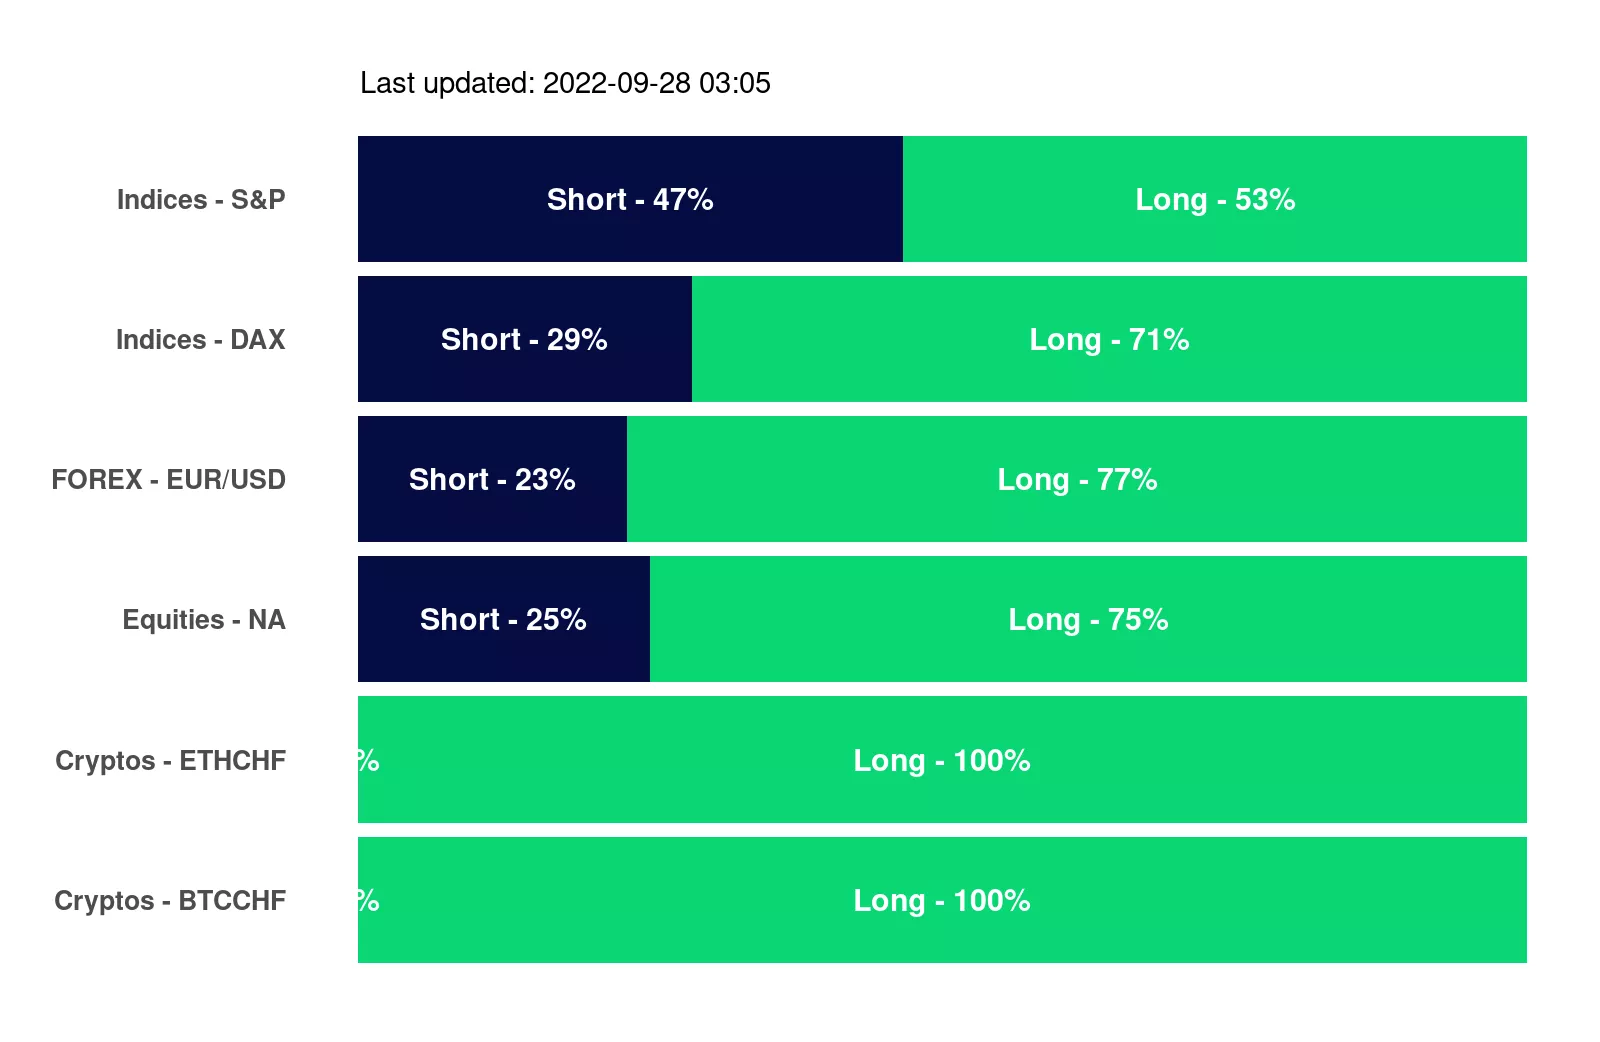 Last updated: 2022-09-28 03:05
Indices - S&P
Short - 47%
Long - 53%
Indices - DAX
Short - 29%
Long - 71%
FOREX - EUR/USD
Short - 23%
Long - 77%
Equities - NA
Short - 25%
Long - 75%
Cryptos - ETHCHF
%
Long - 100%
Cryptos - BTCCHF
%
Long - 100%